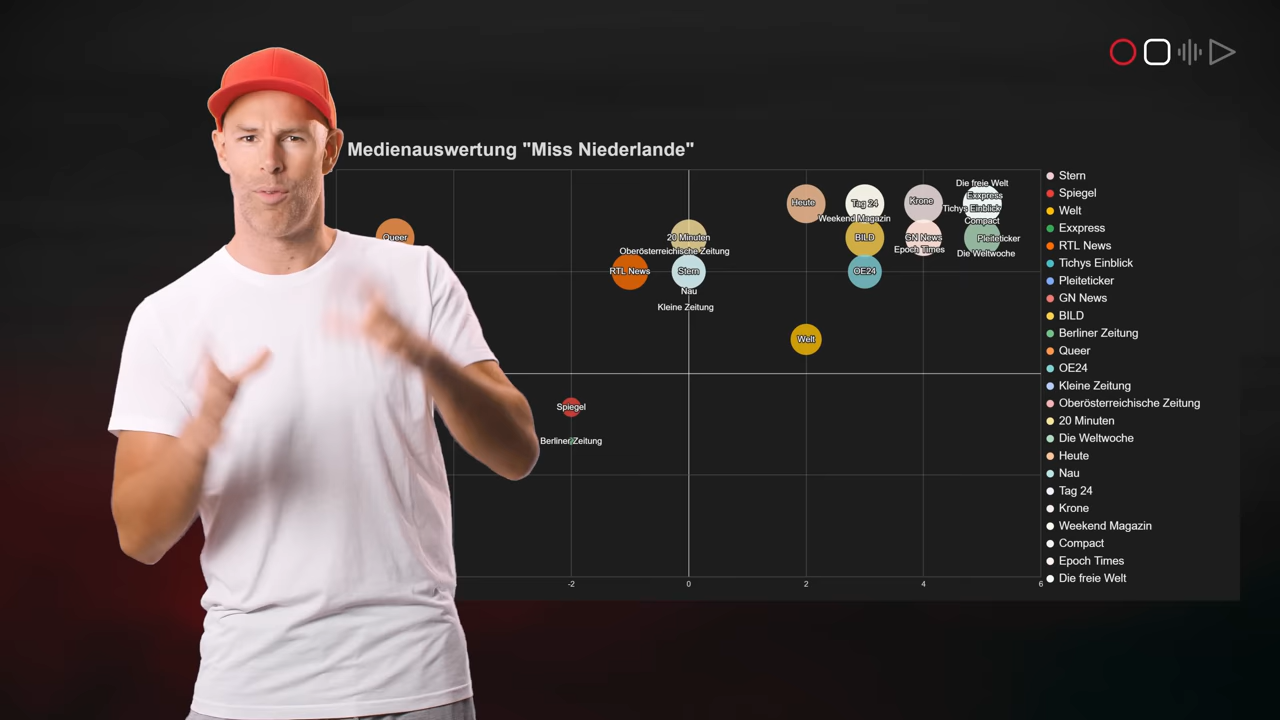 Medienauswertung "Miss Niederlande"
Queer
RTL News
20 Minuten
Oberösterreichische Zeitung
Stern
Nau
Kleine Zeitung
Heute
Tag 24
Weekend Magazin
BILD
OE24
Krone
GN News
Epoch Times
Die freie Welt
Exxpress
Tichys Einblick
Compact
Pleiteticker
Die Weltwoche
Welt
Spiegel
Berliner Zeitung
-2
0
2
4
6
Stern
Spiegel
Welt
Exxpress
RTL News
Tichys Einblick
Pleiteticker
GN News
BILD
Berliner Zeitung
Queer
OE24
Kleine Zeitung
Oberösterreichische Zeitung
20 Minuten
Die Weltwoche
Heute
Nau
Tag 24
Krone
Weekend Magazin
Compact
Epoch Times
Die freie Welt